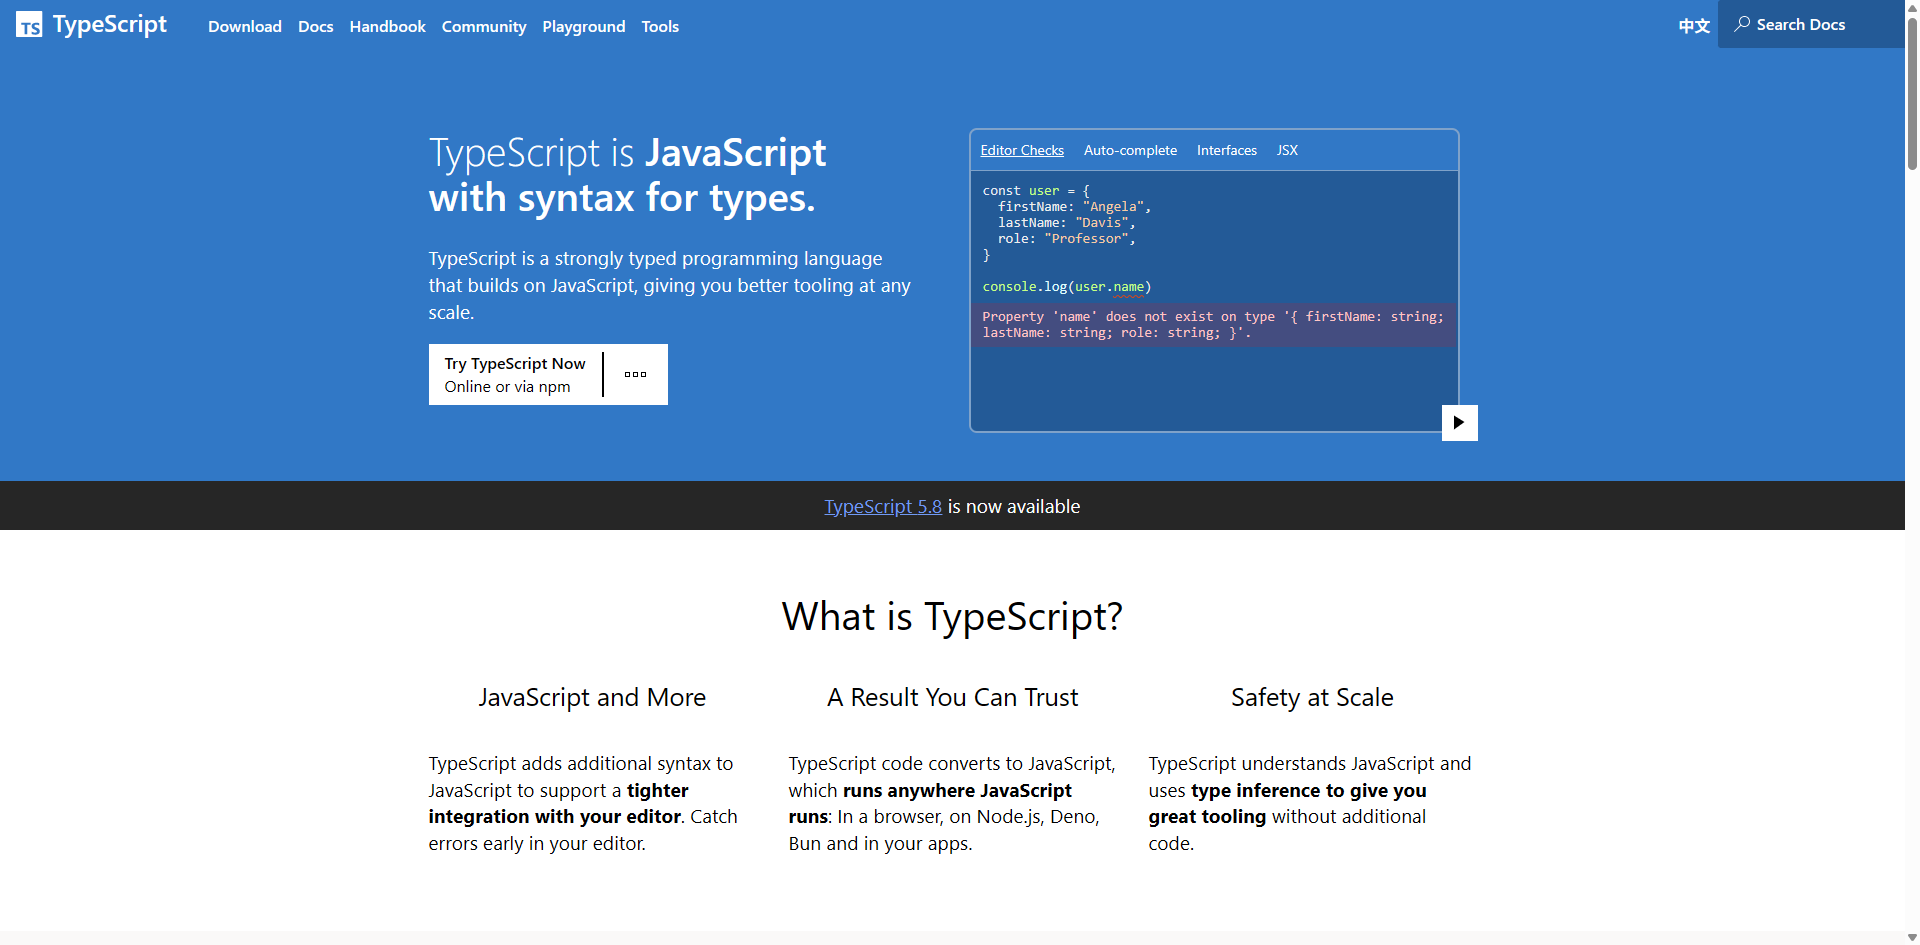 TS TypeScript
Download Docs Handbook Community Playground Tools
中文 Search Docs
TypeScript is JavaScript
with syntax for types.
TypeScript is a strongly typed programming language
that builds on JavaScript, giving you better tooling at any
scale.
Try TypeScript Now
Online or via npm
Editor Checks Auto-complete Interfaces JSX
const user = {
  firstName: "Angela",
  lastName: "Davis",
  role: "Professor",
}
console.log(user.name)
Property 'name' does not exist on type '{ firstName: string;
lastName: string; role: string; }'.
TypeScript 5.8 is now available
What is TypeScript?
JavaScript and More
TypeScript adds additional syntax to
JavaScript to support a tighter
integration with your editor. Catch
errors early in your editor.
A Result You Can Trust
TypeScript code converts to JavaScript,
which runs anywhere JavaScript
runs: In a browser, on Node.js, Deno,
Bun and in your apps.
Safety at Scale
TypeScript understands JavaScript and
uses type inference to give you
great tooling without additional
code.